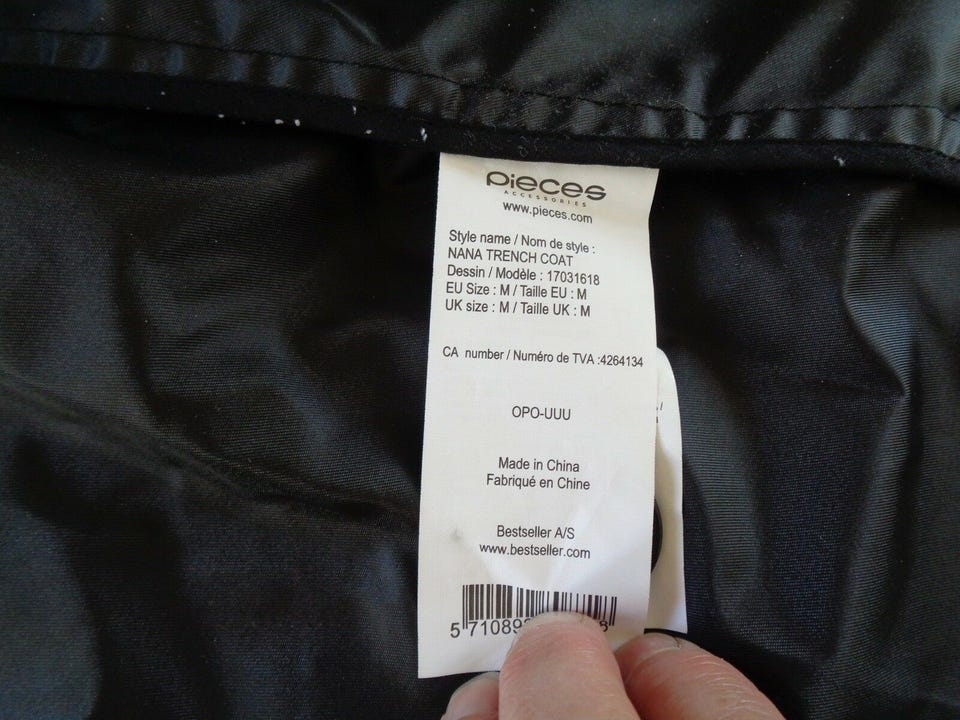 Pieces
ACCESSORIES
www.pieces.com
Style name / Nom de style :
NANA TRENCH COAT
Dessin / Modèle : 17031618
EU Size : M / Taille EU : M
UK size : M / Taille UK : M
CA number / Numéro de TVA :4264134
OPO-UUU
Made in China
Fabriqué en Chine
Bestseller A/S
www.bestseller.com